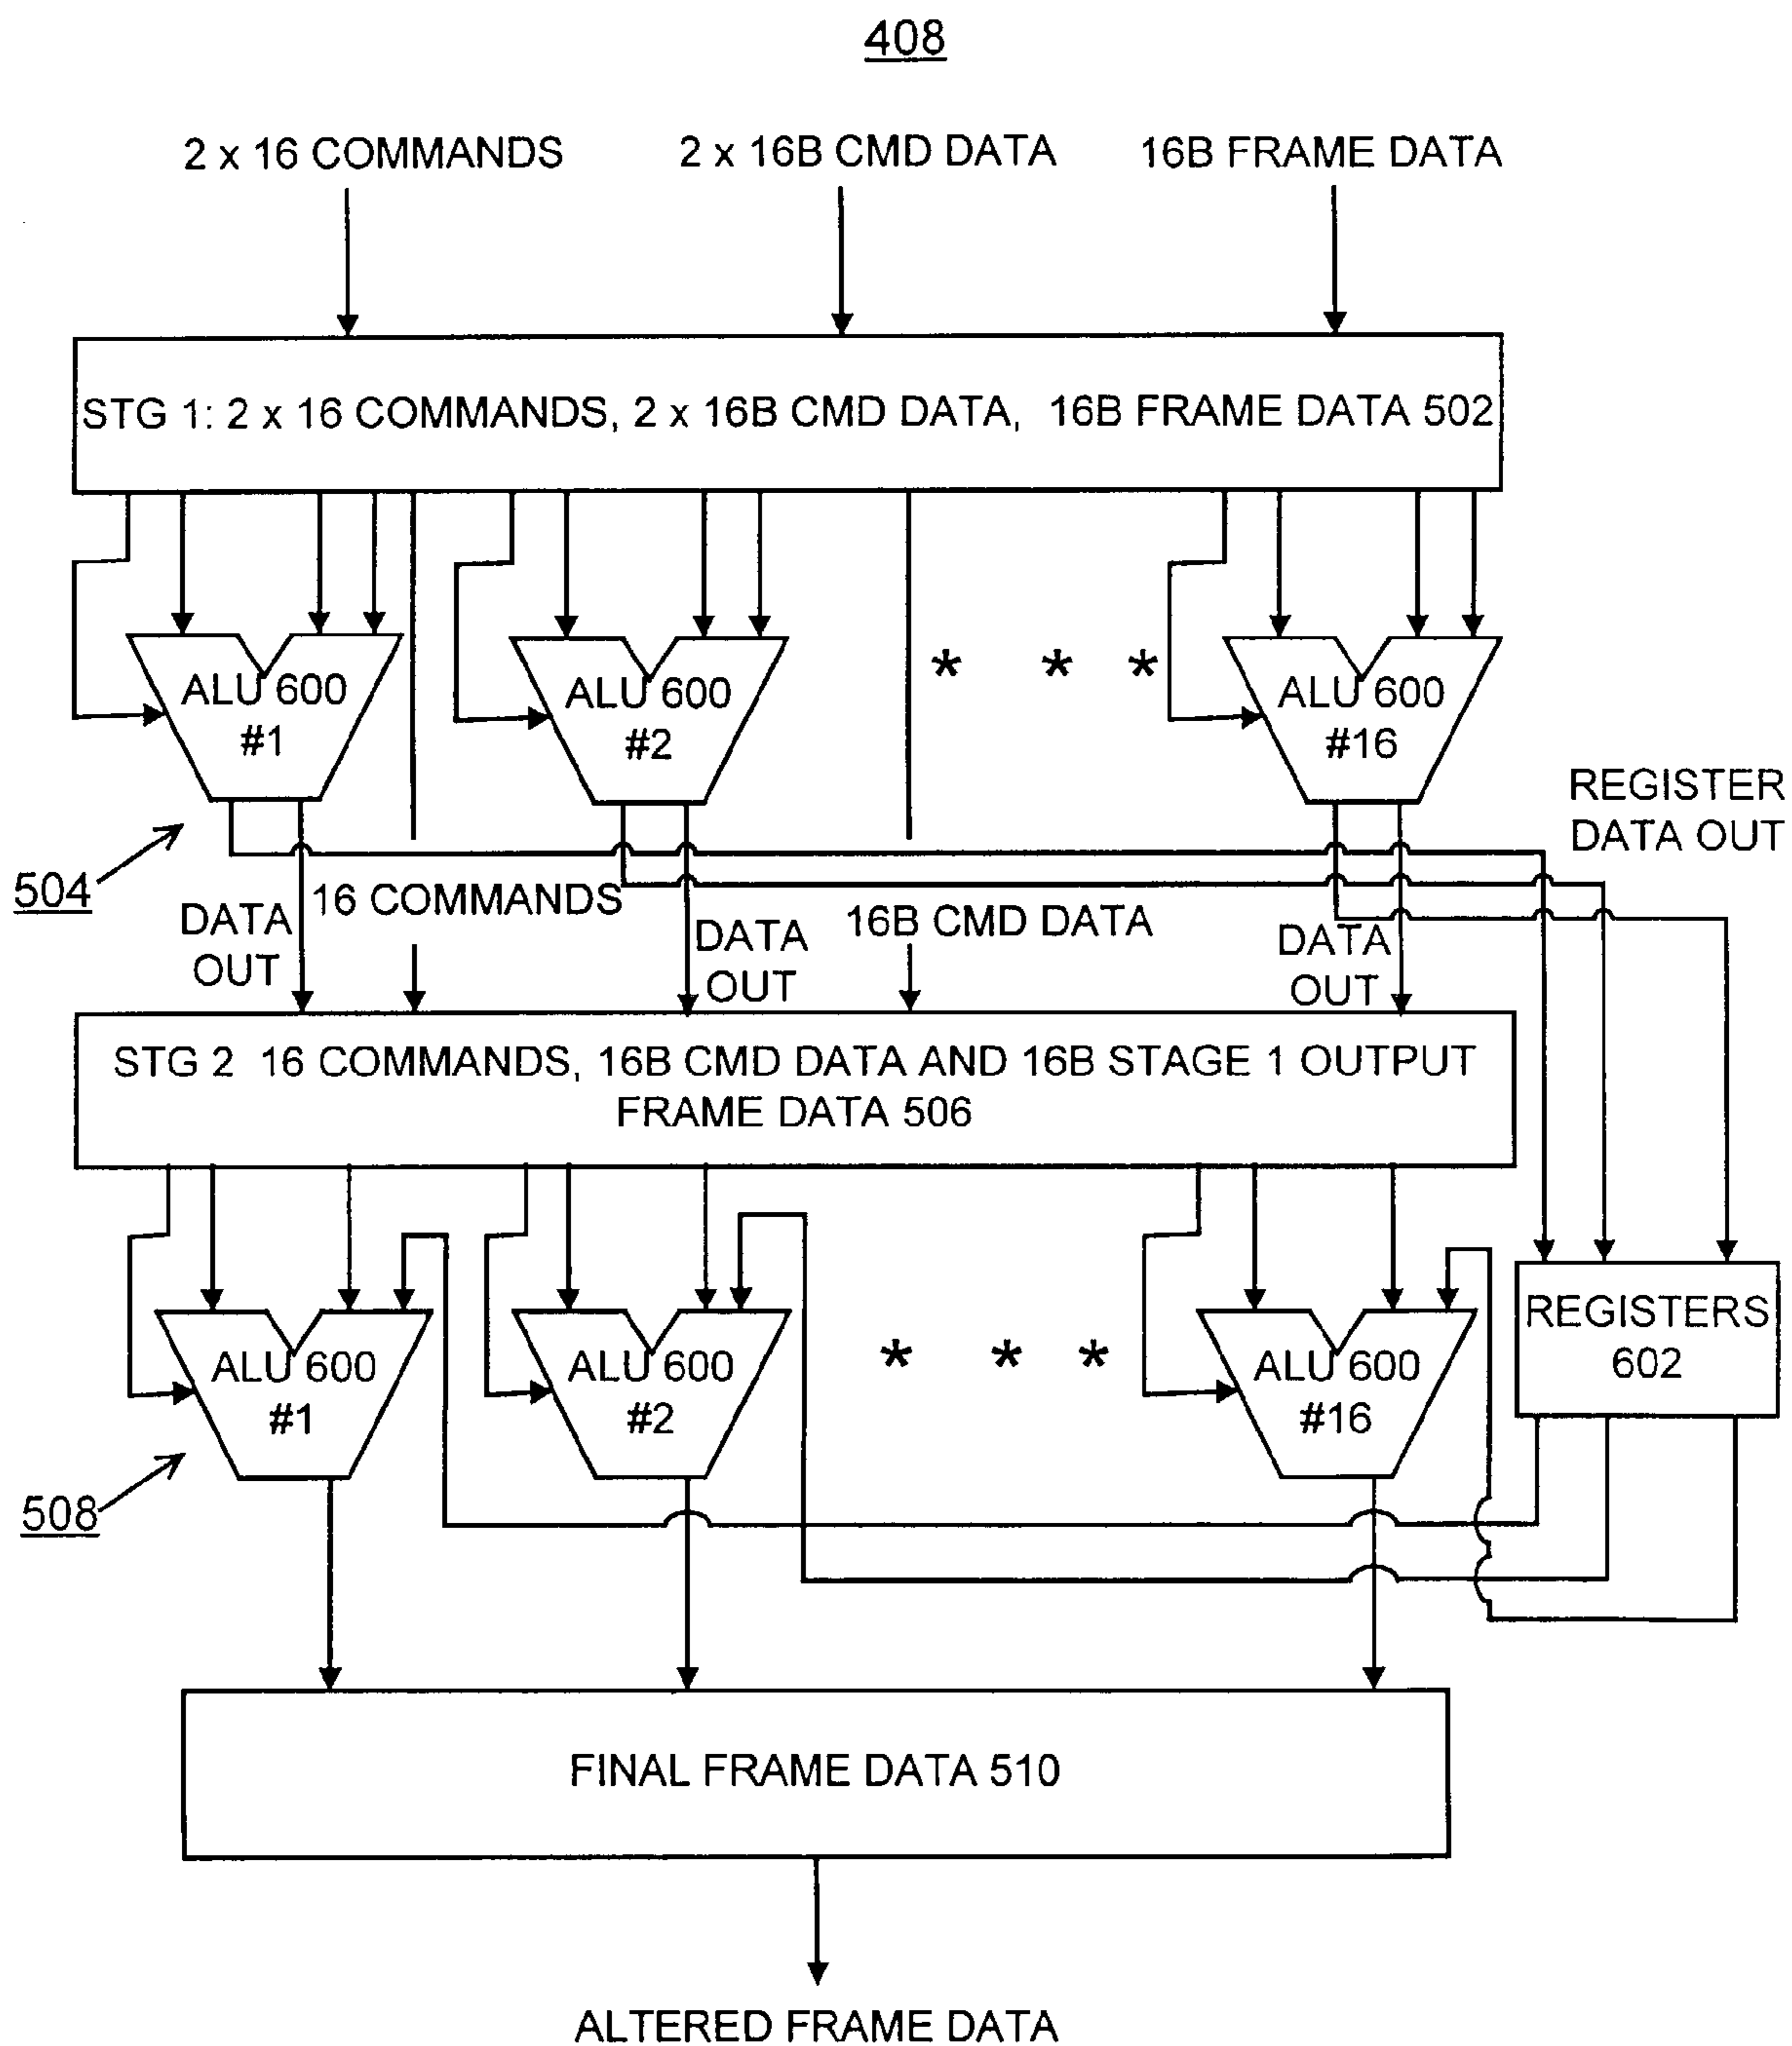 408
2 x 16 COMMANDS
2 x 16B CMD DATA
16B FRAME DATA
STG 1: 2 x 16 COMMANDS, 2 x 16B CMD DATA, 16B FRAME DATA 502
ALU 600
#1
ALU 600
#2
* * *
ALU 600
#16
REGISTER
DATA OUT
504
DATA
OUT
16 COMMANDS
DATA
OUT
16B CMD DATA
DATA
OUT
STG 2 16 COMMANDS, 16B CMD DATA AND 16B STAGE 1 OUTPUT
FRAME DATA 506
ALU 600
#1
ALU 600
#2
* * *
ALU 600
#16
REGISTERS
602
508
FINAL FRAME DATA 510
ALTERED FRAME DATA